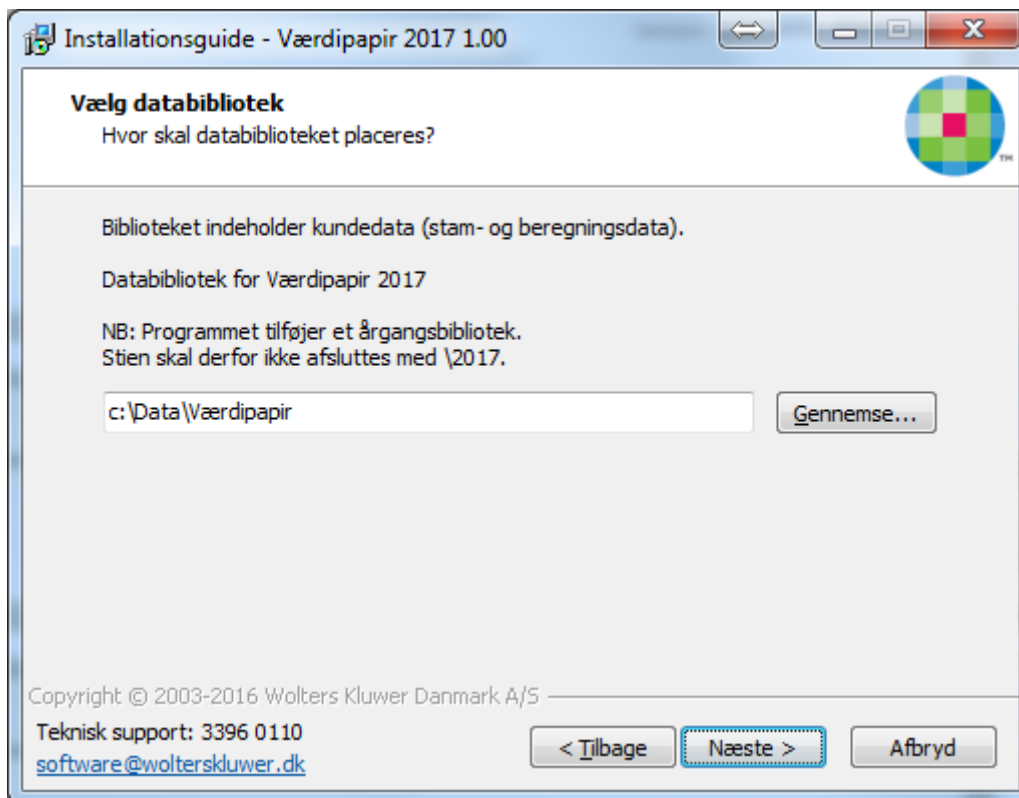 Installationsguide - Værdipapir 2017 1.00
Vælg databibliotek
Hvor skal databiblioteket placeres?
TM
Biblioteket indeholder kundedata (stam- og beregningsdata).
Databibliotek for Værdipapir 2017
NB: Programmet tilføjer et årgangsbibliotek.
Stien skal derfor ikke afsluttes med \2017.
c:\Data\Værdipapir
Gennemse...
Copyright © 2003-2016 Wolters Kluwer Danmark A/S
Teknisk support: 3396 0110
software@wolterskluwer.dk
< Tilbage
Næste >
Afbryd